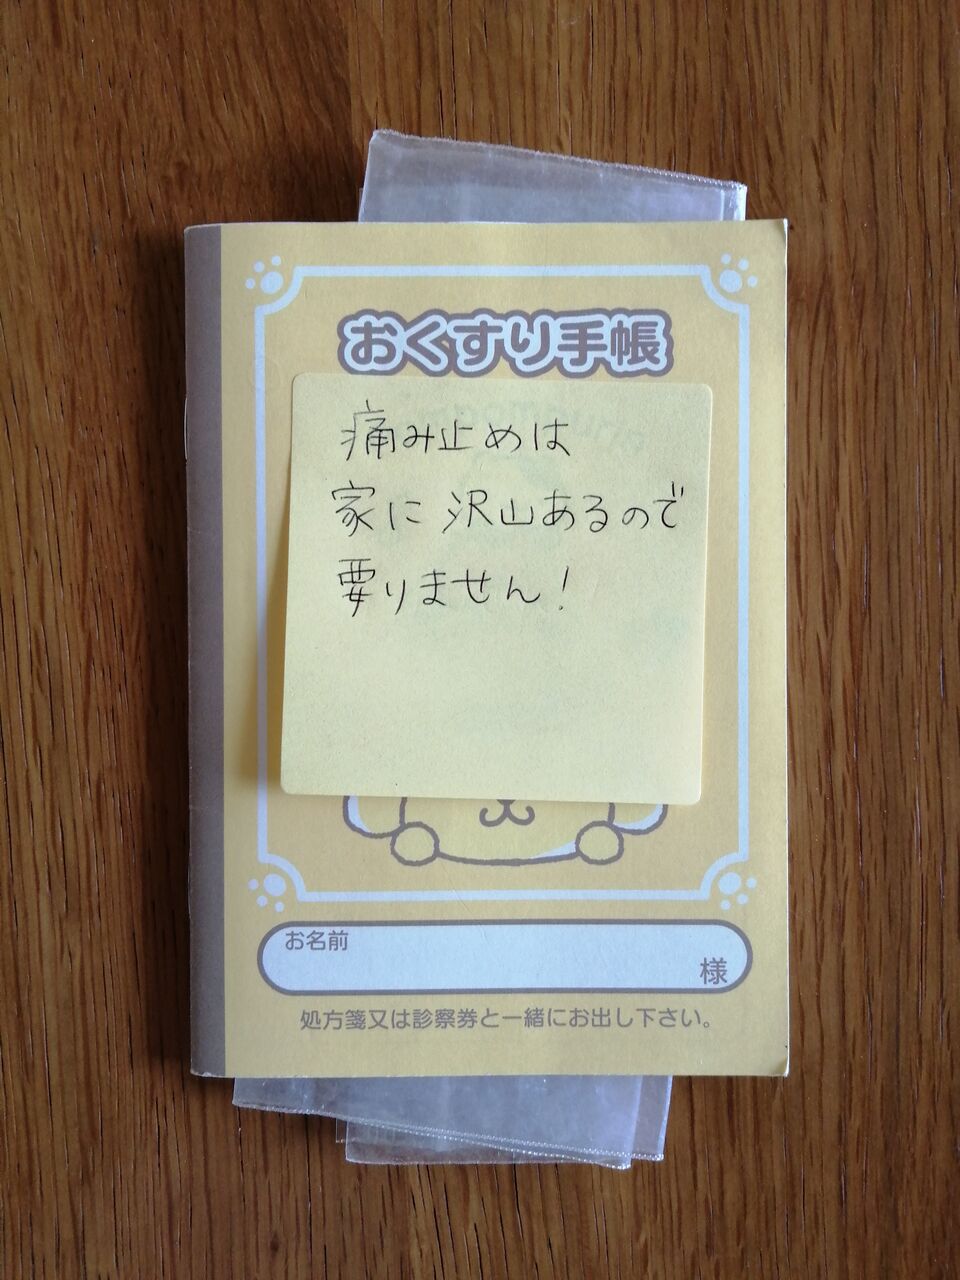 おくすり手帳
痛み止めは
家に沢山あるので
要りません!
お名前
様
処方箋又は診察券と一緒にお出し下さい。